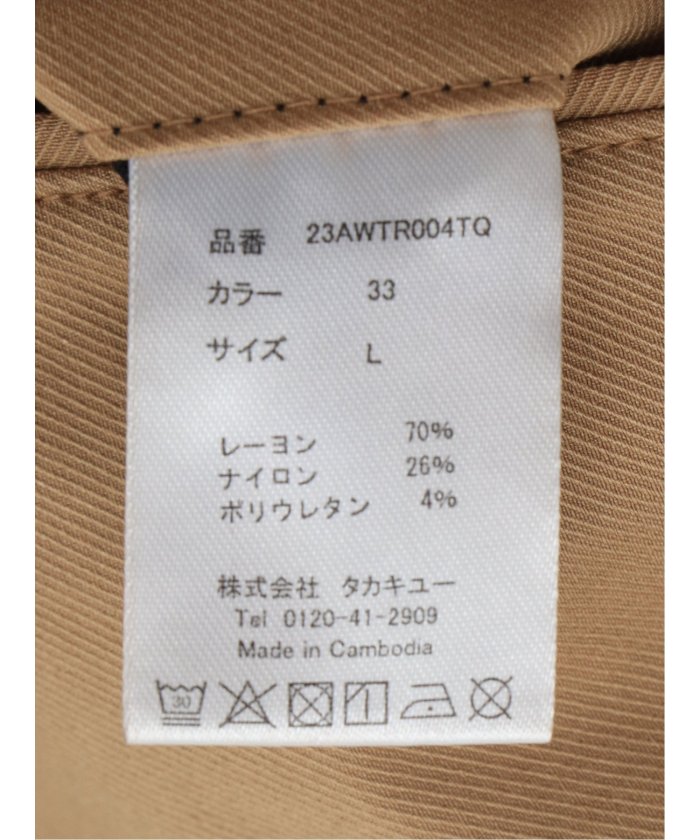 品番 23AWTR004TQ
カラー 33
サイズ L
レーヨン 70%
ナイロン 26%
ポリウレタン 4%
株式会社 タカキユー
Tel 0120-41-2909
Made in Cambodia
30